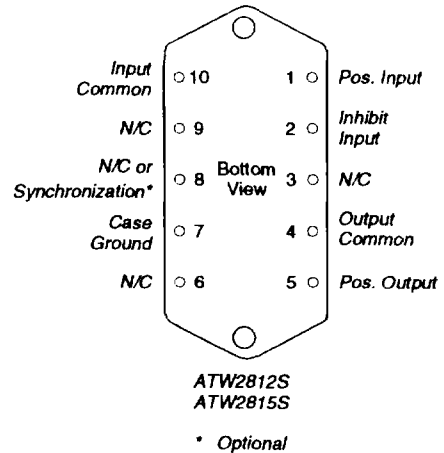 Input
Common
10
1
Pos. Input
N/C
9
2
Inhibit
Input
N/C or
Synchronization*
8
Bottom
View
3
N/C
Case
Ground
7
4
Output
Common
N/C
6
5
Pos. Output
ATW2812S
ATW2815S
* Optional